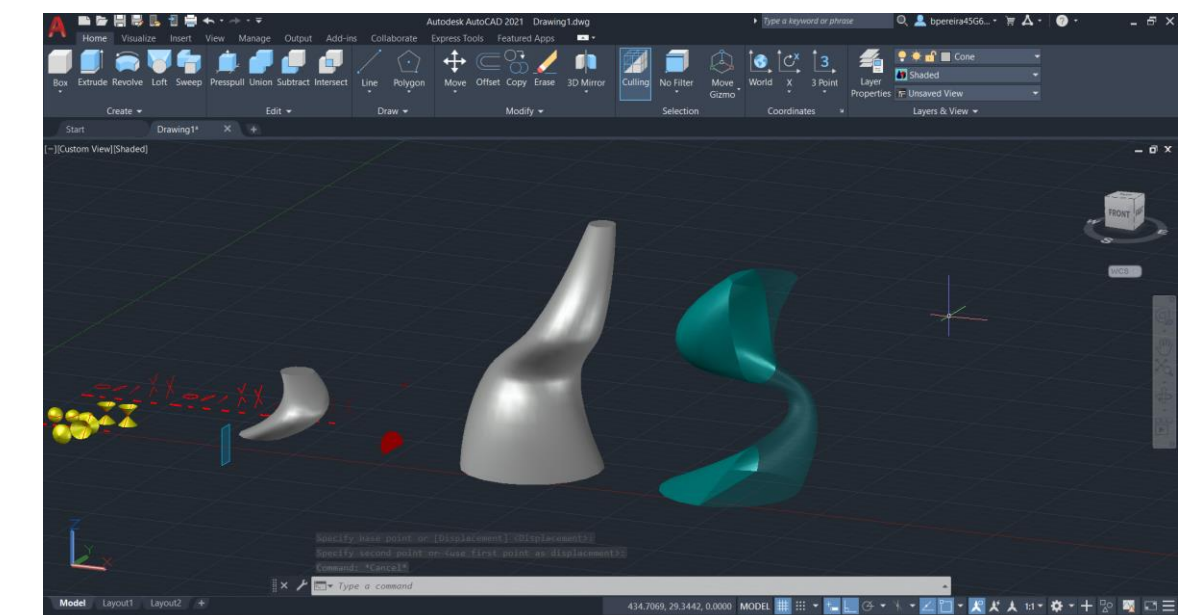 Autodesk AutoCAD 2021 Drawing1.dwg
Type a keyword or phrase
bpereira45G6...
Home Visualize Insert View Manage Output Add-ins Collaborate Express Tools Featured Apps
Box Extrude Revolve Loft Sweep Presspull Union Subtract Intersect Line Polygon Move Offset Copy Erase 3D Mirror Culling No Filter Move Gizmo World X 3 Point Layer Properties
Cone
Shaded
Unsaved View
Create Edit Draw Modify Selection Coordinates Layers & View
Start Drawing1* +
[−][Custom View][Shaded]
FRONT
S E
WCS
Z
Y
X
Specify base point or [Displacement] <Displacement>:
Specify second point or <use first point as displacement>:
Command: *Cancel*
Type a command
Model Layout1 Layout2 +
434.7069, 29.3442, 0.0000 MODEL 1:1